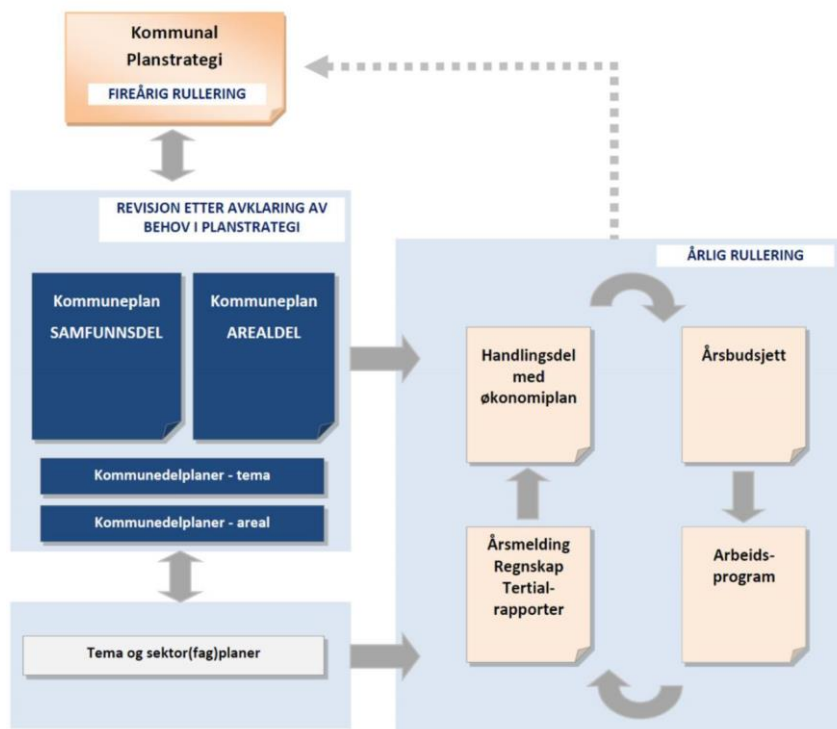 Kommunal
Planstrategi
FIREÅRIG RULLERING
REVISJON ETTER AVKLARING AV
BEHOV I PLANSTRATEGI
Kommuneplan
SAMFUNNSDEL
Kommuneplan
AREALDEL
Kommunedelplaner - tema
Kommunedelplaner - areal
Tema og sektor(fag)planer
ÅRLIG RULLERING
Handlingsdel
med
økonomiplan
Årsbudsjett
Årsmelding
Regnskap
Tertial-
rapporter
Arbeids-
program